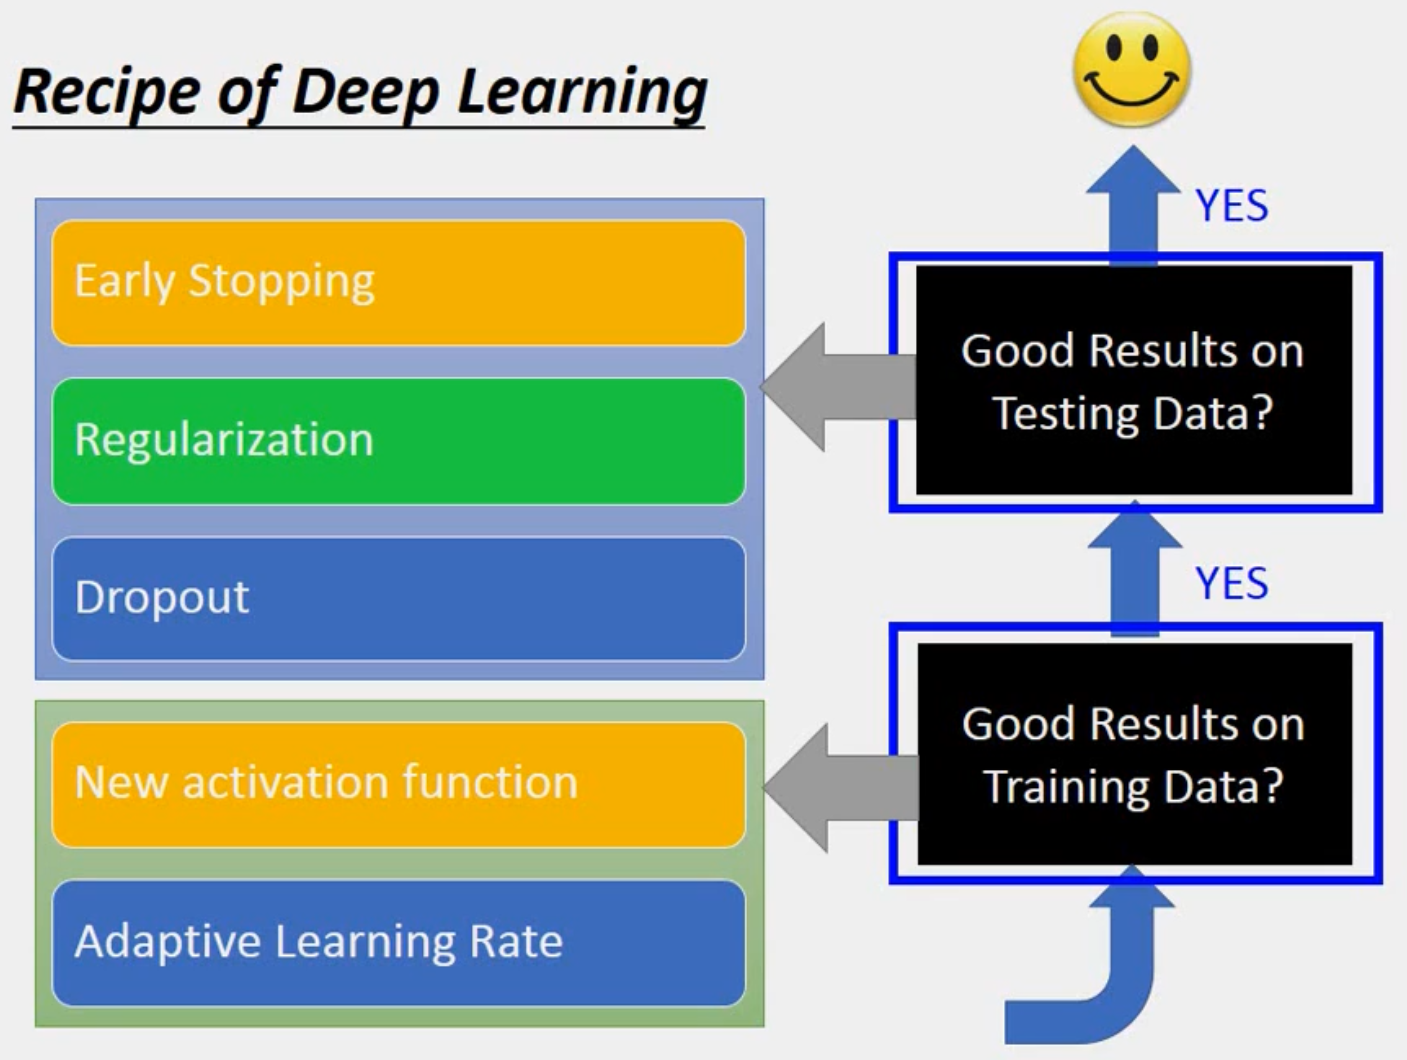 Recipe of Deep Learning
YES
Early Stopping
Good Results on
Testing Data?
Regularization
YES
Dropout
New activation function
Good Results on
Training Data?
Adaptive Learning Rate